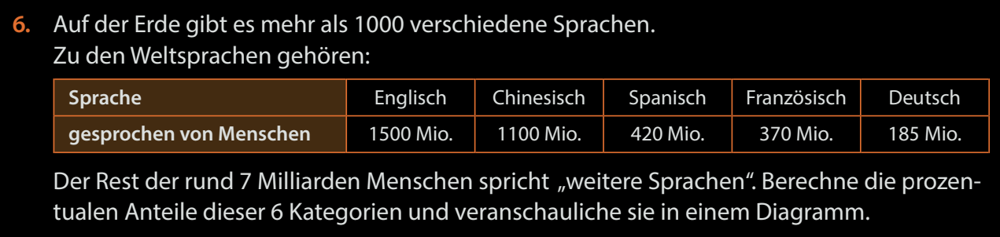 6. Auf der Erde gibt es mehr als 1000 verschiedene Sprachen.
Zu den Weltsprachen gehören:
Sprache Englisch Chinesisch Spanisch Französisch Deutsch
gesprochen von Menschen 1500 Mio. 1100 Mio. 420 Mio. 370 Mio. 185 Mio.
Der Rest der rund 7 Milliarden Menschen spricht „weitere Sprachen“. Berechne die prozen-
tualen Anteile dieser 6 Kategorien und veranschauliche sie in einem Diagramm.